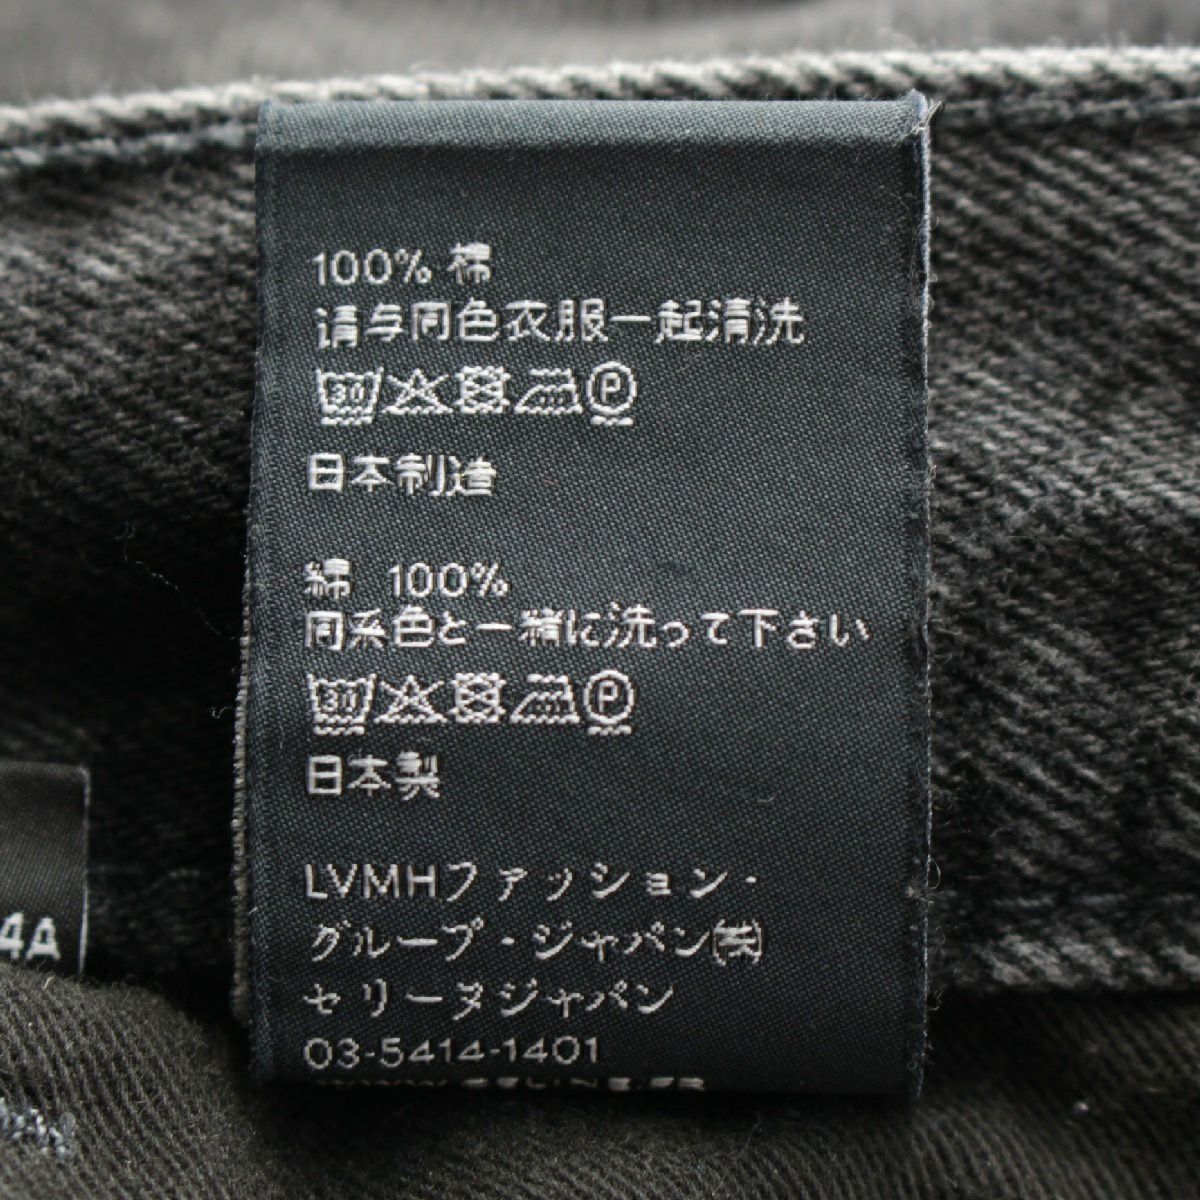 100% 棉
请与同色衣服一起清洗
30 P
日本制造
綿 100%
同系色と一緒に洗って下さい
30 P
日本製
LVMHファッション・
グループ・ジャパン㈱
セリーヌジャパン
03-5414-1401
4A